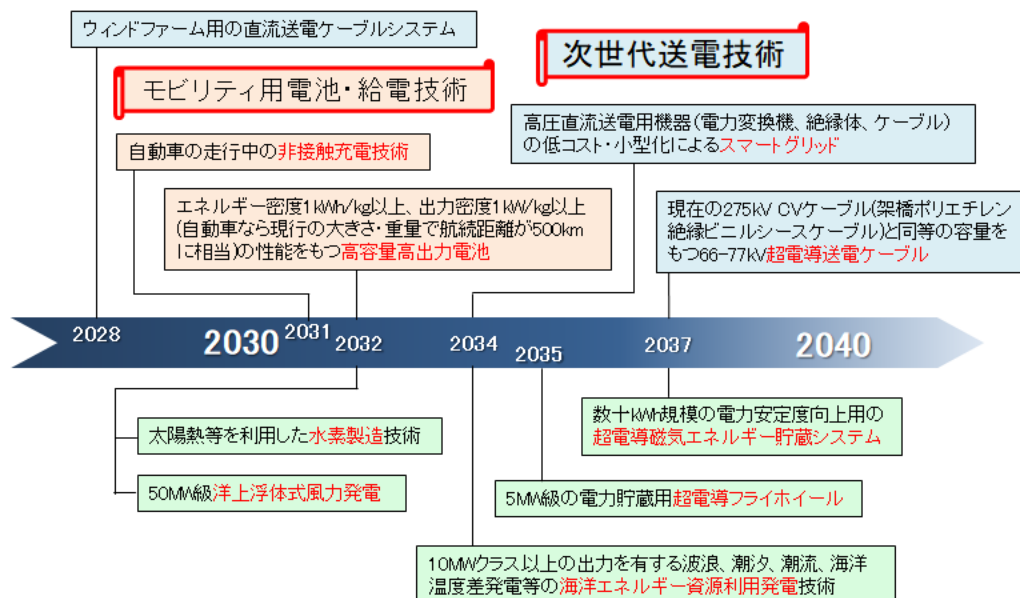 ウィンドファーム用の直流送電ケーブルシステム
モビリティ用電池・給電技術
次世代送電技術
自動車の走行中の非接触充電技術
高圧直流送電用機器(電力変換機、絶縁体、ケーブル)
の低コスト・小型化によるスマートグリッド
エネルギー密度1kWh/kg以上、出力密度1kW/kg以上
(自動車なら現行の大きさ・重量で航続距離が500km
に相当)の性能をもつ高容量高出力電池
現在の275kV CVケーブル(架橋ポリエチレン
絶縁ビニルシースケーブル)と同等の容量を
もつ66-77kV超電導送電ケーブル
2028
2030
2031
2032
2034
2035
2037
2040
太陽熱等を利用した水素製造技術
50MW級洋上浮体式風力発電
数十kWh規模の電力安定度向上用の
超電導磁気エネルギー貯蔵システム
5MW級の電力貯蔵用超電導フライホイール
10MWクラス以上の出力を有する波浪、潮汐、潮流、海洋
温度差発電等の海洋エネルギー資源利用発電技術